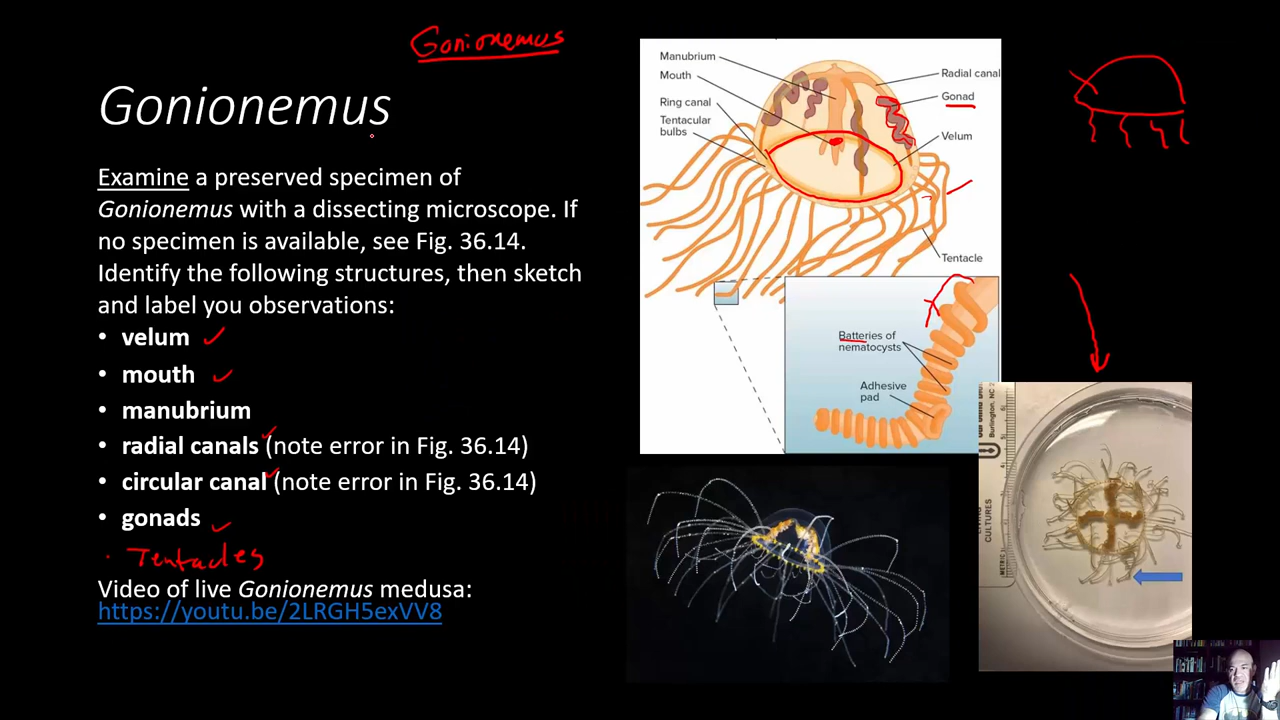 Gonionemus
Gonionemus
Examine a preserved specimen of
Gonionemus with a dissecting microscope. If
no specimen is available, see Fig. 36.14.
Identify the following structures, then sketch
and label you observations:
• velum
• mouth
• manubrium
• radial canals (note error in Fig. 36.14)
• circular canal (note error in Fig. 36.14)
• gonads
• Tentacles
Video of live Gonionemus medusa:
https://youtu.be/2LRGH5exVV8
Manubrium
Mouth
Ring canal
Tentacular
bulbs
Radial canal
Gonad
Velum
Tentacle
Batteries of
nematocysts
Adhesive
pad
Burlington, NC
CULTURES
METRIC